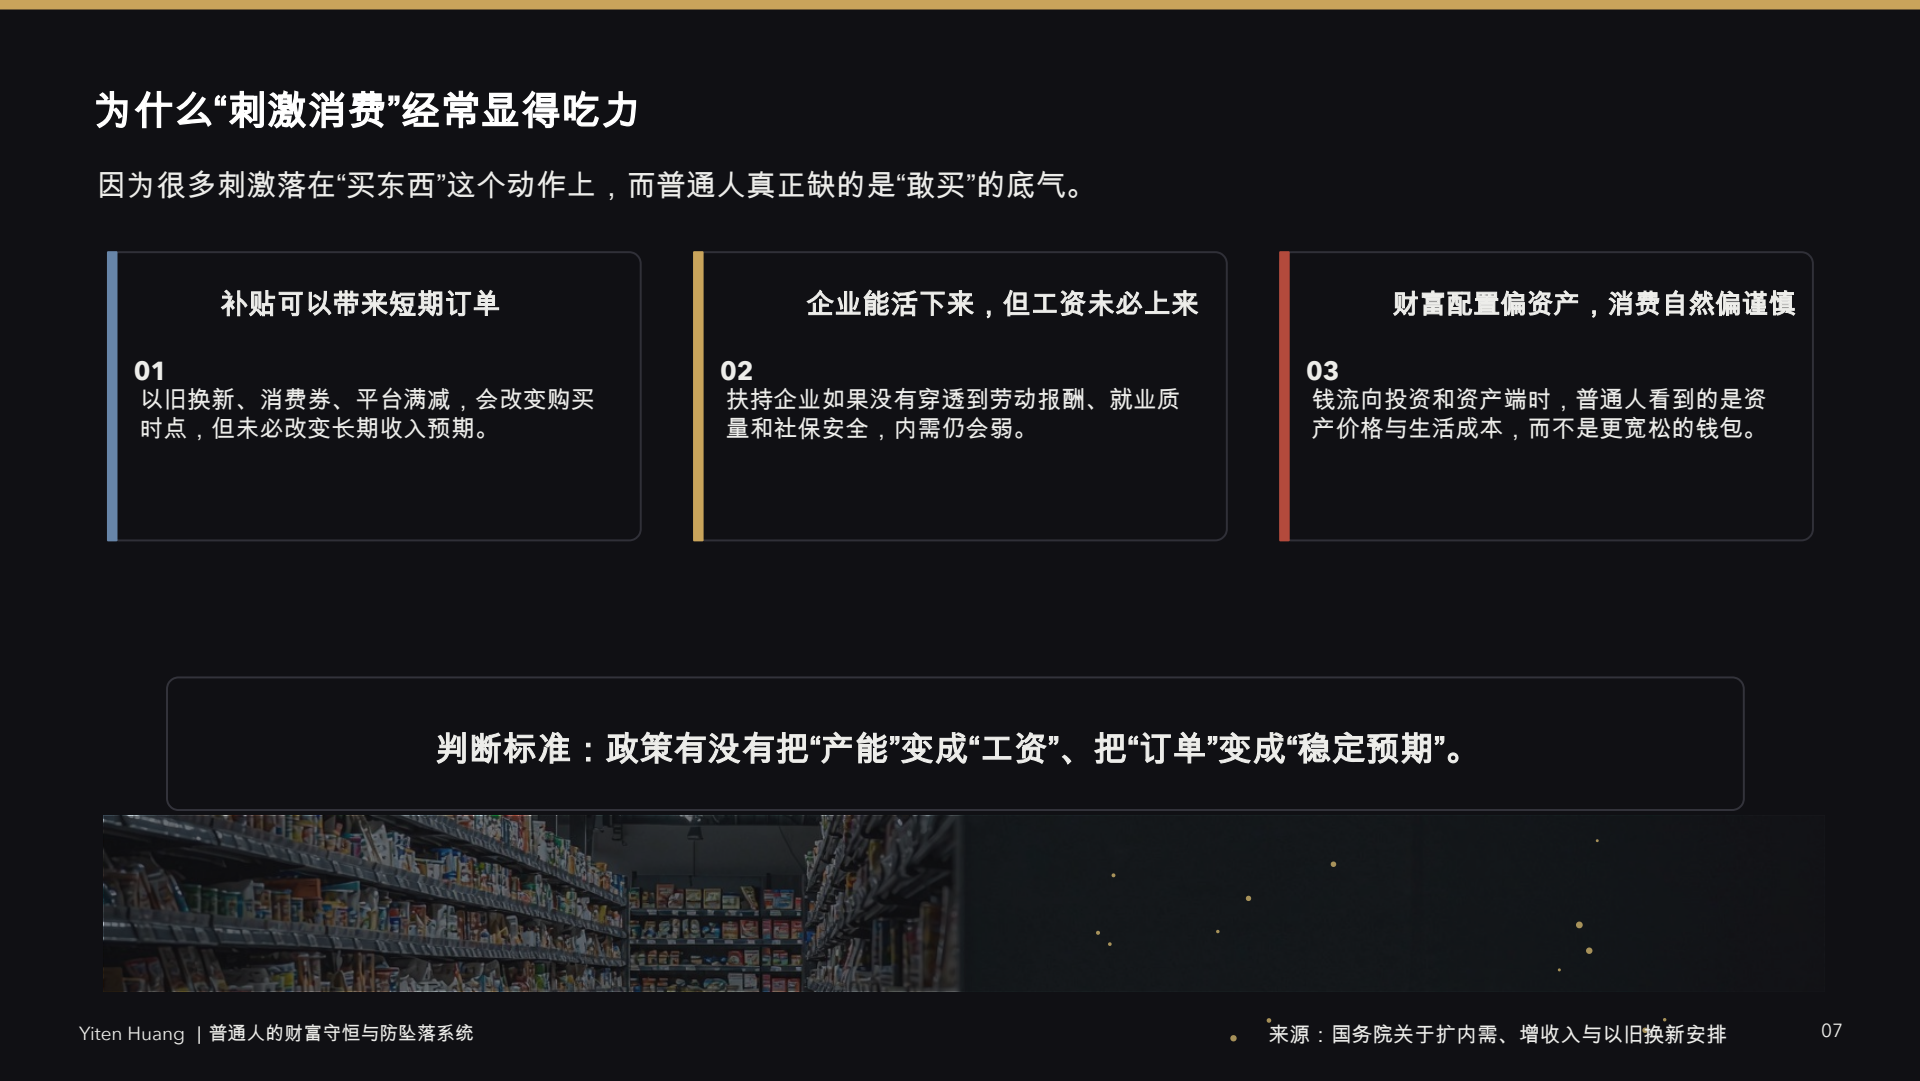 为什么“刺激消费”经常显得吃力
因为很多刺激落在“买东西”这个动作上，而普通人真正缺的是“敢买”的底气。
补贴可以带来短期订单
01
以旧换新、消费券、平台满减，会改变购买
时点，但未必改变长期收入预期。
企业能活下来，但工资未必上来
02
扶持企业如果没有穿透到劳动报酬、就业质
量和社保安全，内需仍会弱。
财富配置偏资产，消费自然偏谨慎
03
钱流向投资和资产端时，普通人看到的是资
产价格与生活成本，而不是更宽松的钱包。
判断标准：政策有没有把“产能”变成“工资”、把“订单”变成“稳定预期”。
Yiten Huang ｜普通人的财富守恒与防坠落系统
来源：国务院关于扩内需、增收入与以旧换新安排
07